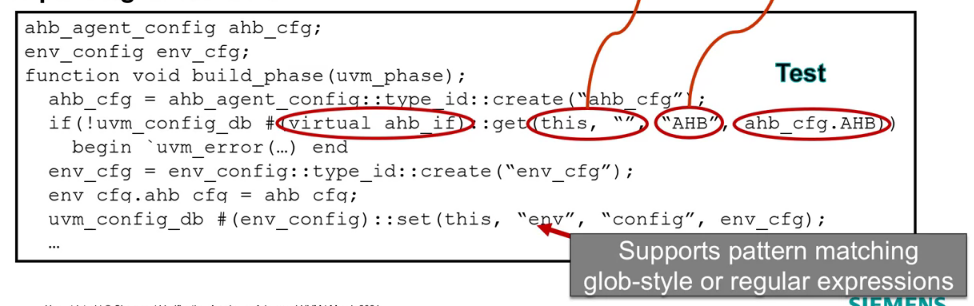 ahb_agent_config ahb_cfg;
env_config env_cfg;
function void build_phase(uvm_phase);
Test
ahb_cfg = ahb_agent_config::type_id::create(“ahb_cfg”);
if(!uvm_config_db #(virtual ahb_if)::get(this, “”, “AHB”, ahb_cfg.AHB))
begin `uvm_error(…) end
env_cfg = env_config::type_id::create(“env_cfg”);
env_cfg.ahb_cfg = ahb_cfg;
uvm_config_db #(env_config)::set(this, “env”, “config”, env_cfg);
…
Supports pattern matching
glob-style or regular expressions
SIEMENS